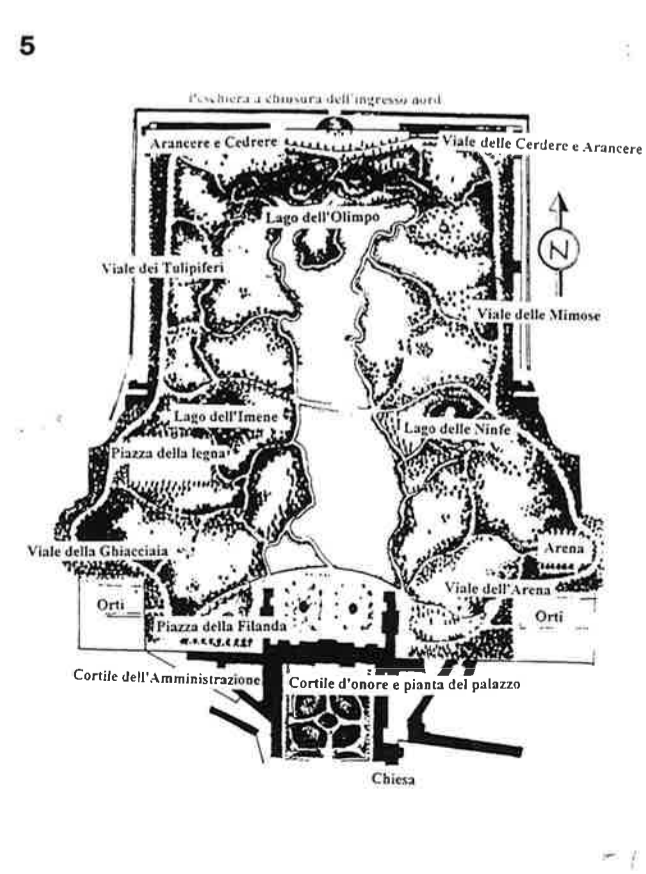 5
Peschiera a chiusura dell'ingresso nord
Arancere e Cedrere
Viale delle Cerdere e Arancere
Lago dell'Olimpo
N
Viale dei Tulipiferi
Viale delle Mimose
Lago dell'Imene
Lago delle Ninfe
Piazza della legna
Viale della Ghiacciaia
Arena
Viale dell'Arena
Orti
Orti
Piazza della Filanda
Cortile dell'Amministrazione
Cortile d'onore e pianta del palazzo
Chiesa